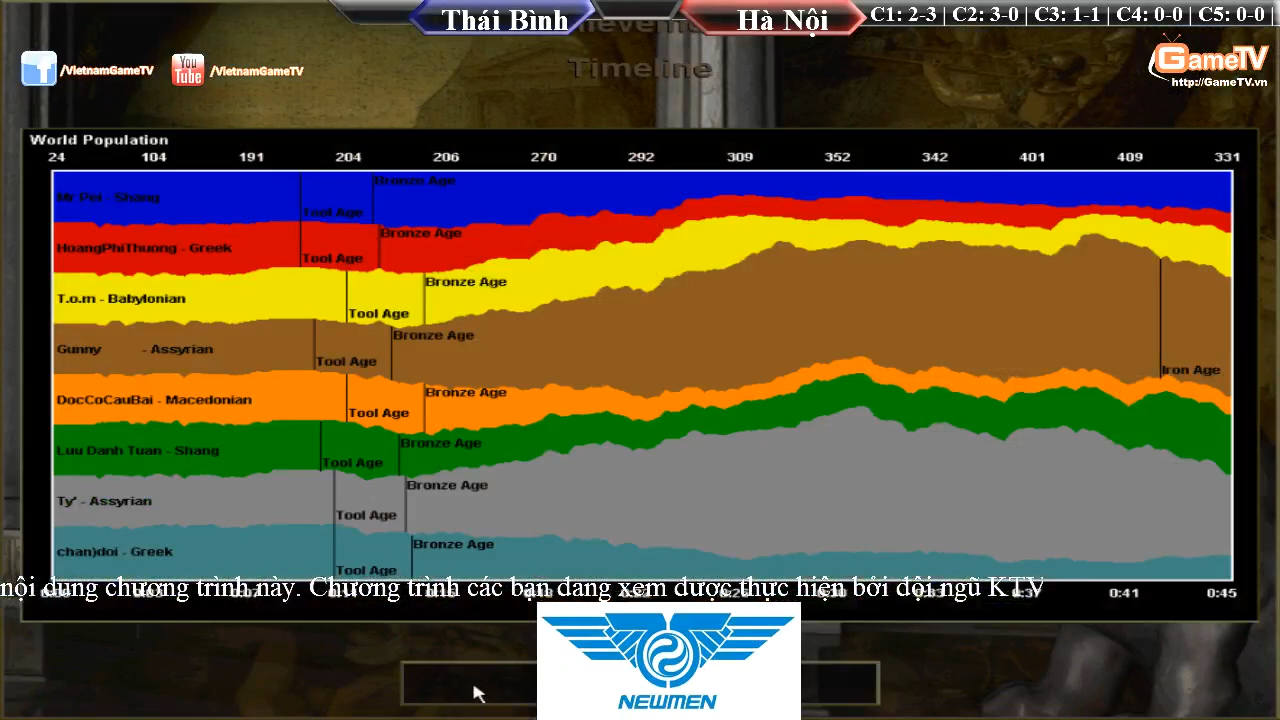 Thái Bình
Hà Nội
C1: 2-3 | C2: 3-0 | C3: 1-1 | C4: 0-0 | C5: 0-0 |
Timeline
/VietnamGameTV
You Tube /VietnamGameTV
GameTV
http://GameTV.vn
World Population
24 104 191 204 206 270 292 309 352 342 401 409 331
Mr Pei - Shang
Tool Age
Bronze Age
HoangPhiThuong - Greek
Tool Age
Bronze Age
T.o.m - Babylonian
Tool Age
Bronze Age
Gunny - Assyrian
Tool Age
Bronze Age
Iron Age
DocCoCauBai - Macedonian
Tool Age
Bronze Age
Luu Danh Tuan - Shang
Tool Age
Bronze Age
Ty' - Assyrian
Tool Age
Bronze Age
chan)doi - Greek
Tool Age
Bronze Age
nội dung chương trình này. Chương trình các bạn đang xem được thực hiện bởi đội ngũ KTV
0:41 0:45
NEWMEN